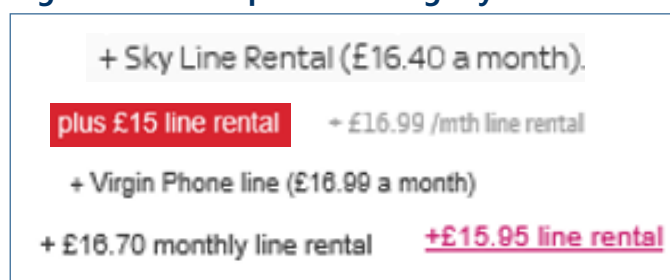 + Sky Line Rental (£16.40 a month).
plus £15 line rental
+ £16.99 /mth line rental
+ Virgin Phone line (£16.99 a month)
+ £16.70 monthly line rental
+£15.95 line rental